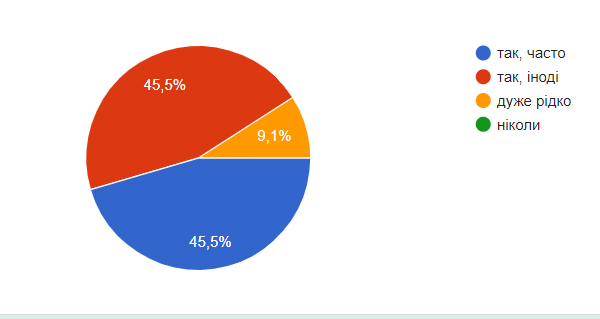 так, часто
так, іноді
дуже рідко
ніколи
45,5%
9,1%
45,5%